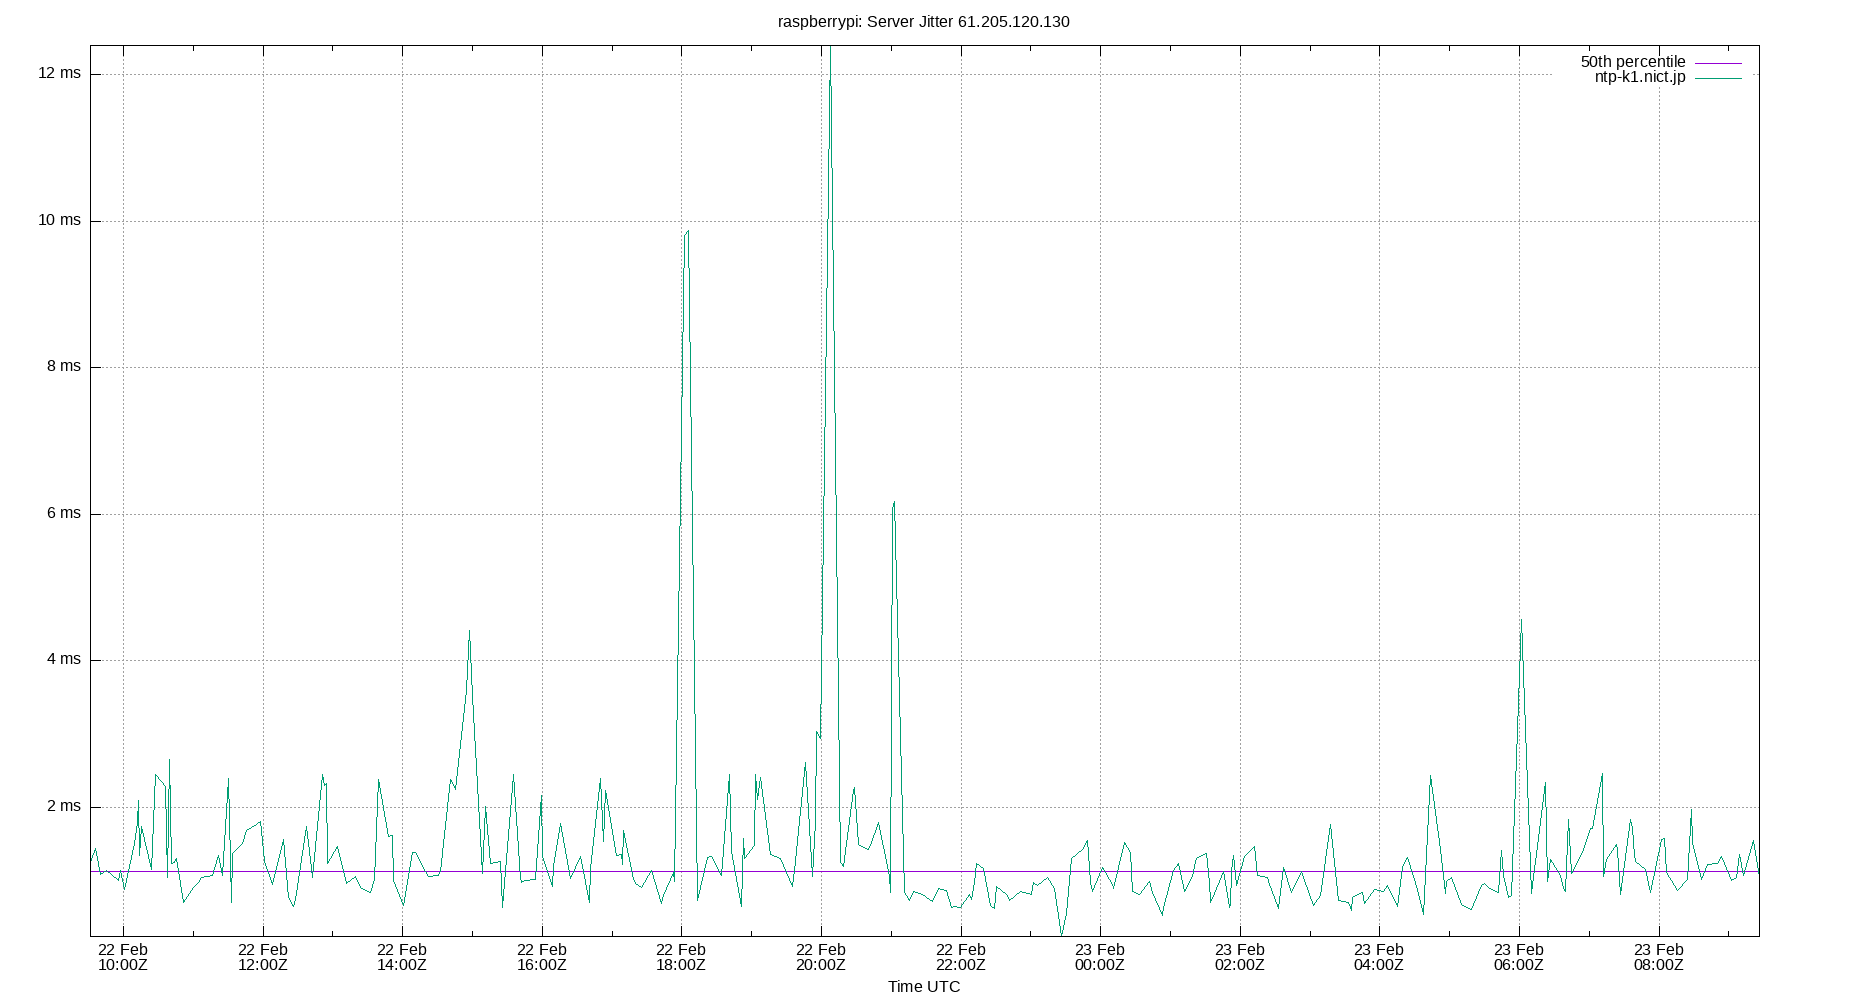 raspberrypi: Server Jitter 61.205.120.130
12 ms
10 ms
8 ms
6 ms
4 ms
2 ms
50th percentile
ntp-k1.nict.jp
22 Feb 22 Feb 22 Feb 22 Feb 22 Feb 22 Feb 22 Feb 23 Feb 23 Feb 23 Feb 23 Feb 23 Feb
10:00Z 12:00Z 14:00Z 16:00Z 18:00Z 20:00Z 22:00Z 00:00Z 02:00Z 04:00Z 06:00Z 08:00Z
Time UTC